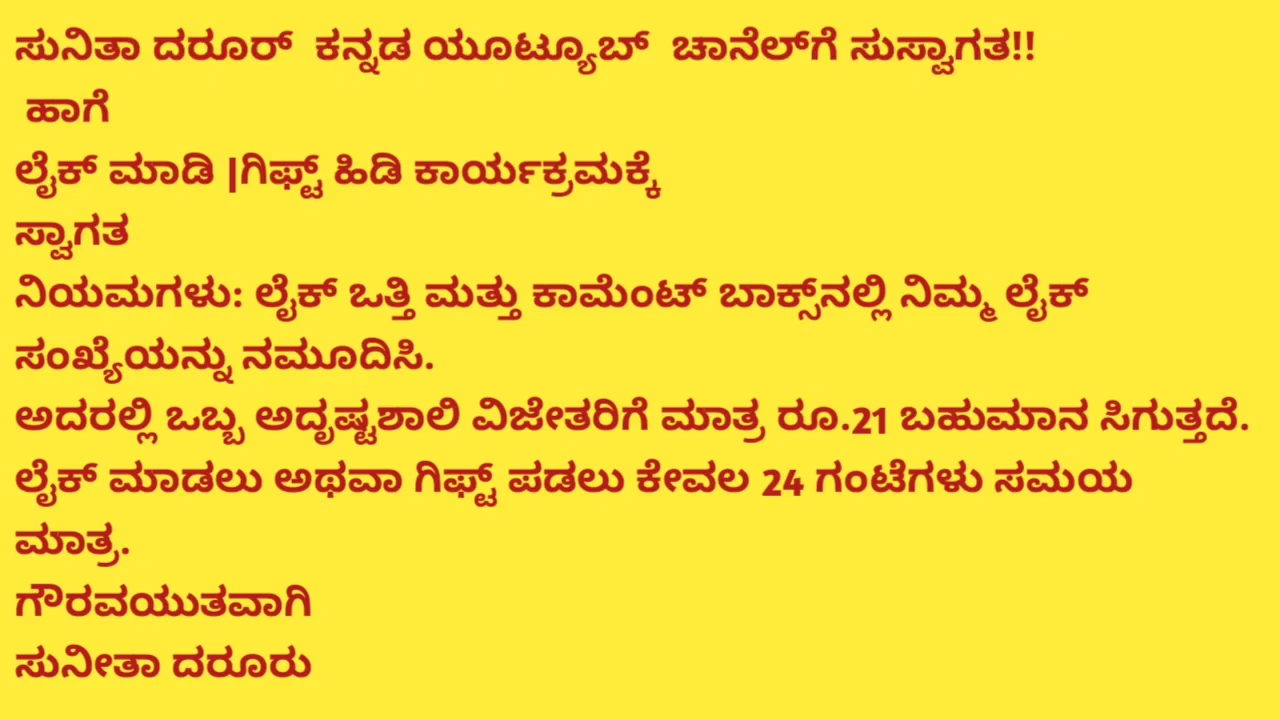 ಸುನಿತಾ ದರೂರ್ ಕನ್ನಡ ಯೂಟ್ಯೂಬ್ ಚಾನೆಲ್‌ಗೆ ಸುಸ್ವಾಗತ!!
ಹಾಗೆ
ಲೈಕ್ ಮಾಡಿ |ಗಿಫ್ಟ್ ಹಿಡಿ ಕಾರ್ಯಕ್ರಮಕ್ಕೆ
ಸ್ವಾಗತ
ನಿಯಮಗಳು: ಲೈಕ್ ಒತ್ತಿ ಮತ್ತು ಕಾಮೆಂಟ್ ಬಾಕ್ಸ್‌ನಲ್ಲಿ ನಿಮ್ಮ ಲೈಕ್
ಸಂಖ್ಯೆಯನ್ನು ನಮೂದಿಸಿ.
ಅದರಲ್ಲಿ ಒಬ್ಬ ಅದೃಷ್ಟಶಾಲಿ ವಿಜೇತರಿಗೆ ಮಾತ್ರ ರೂ.21 ಬಹುಮಾನ ಸಿಗುತ್ತದೆ.
ಲೈಕ್ ಮಾಡಲು ಅಥವಾ ಗಿಫ್ಟ್ ಪಡಲು ಕೇವಲ 24 ಗಂಟೆಗಳು ಸಮಯ
ಮಾತ್ರ.
ಗೌರವಯುತವಾಗಿ
ಸುನೀತಾ ದರೂರು